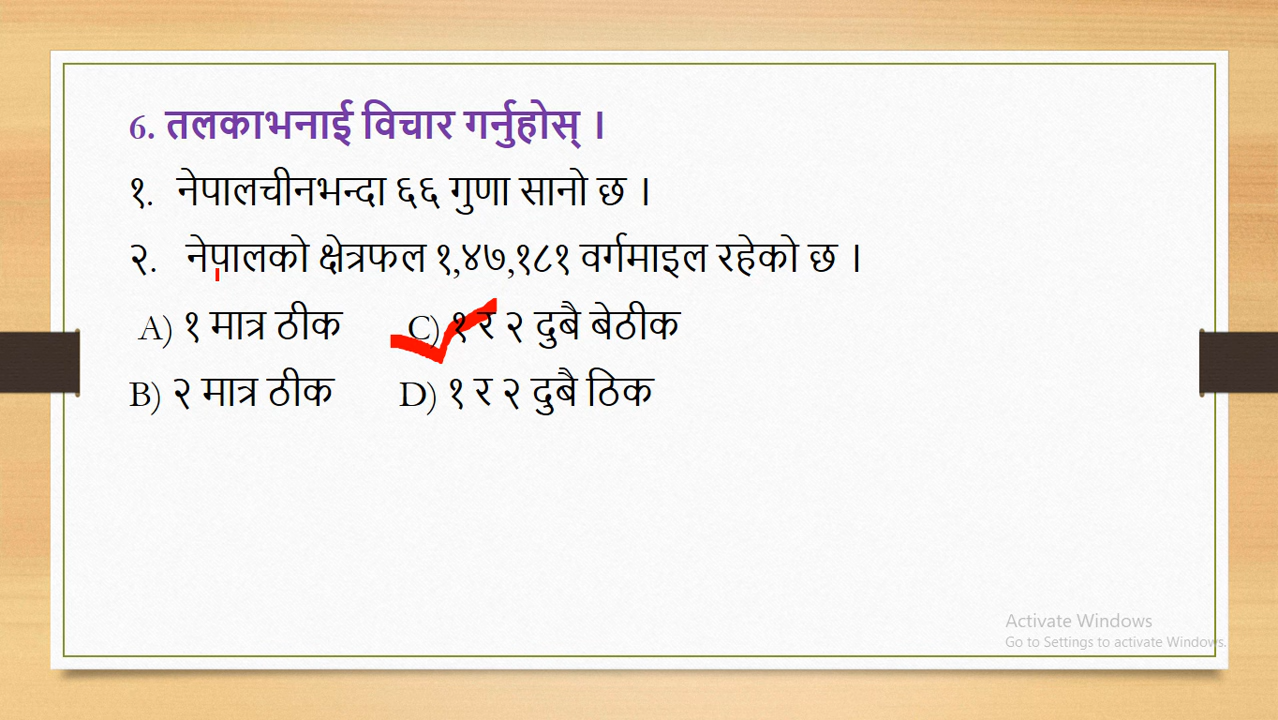 6. तलकाभनाई विचार गर्नुहोस् ।
१. नेपालचीनभन्दा ६६ गुणा सानो छ ।
२. नेपालको क्षेत्रफल १,४७,१८१ वर्गमाइल रहेको छ ।
A) १ मात्र ठीक C) १ र २ दुबै बेठीक
B) २ मात्र ठीक D) १ र २ दुबै ठिक
Activate Windows
Go to Settings to activate Windows.